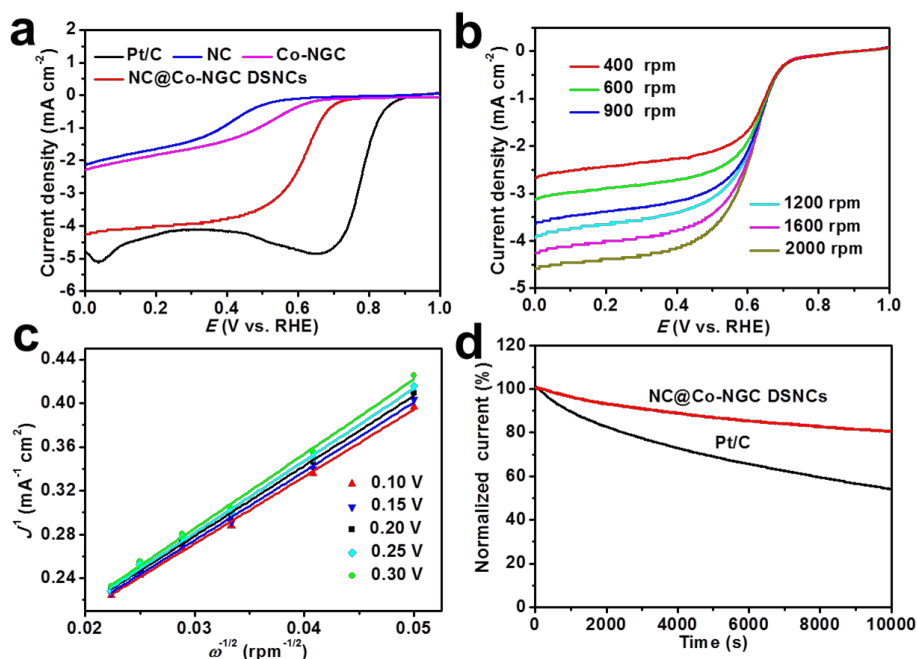 a
Pt/C NC Co-NGC
NC@Co-NGC DSNCs
Current density (mA cm-2)
0
-1
-2
-3
-4
-5
-6
0.0 0.2 0.4 0.6 0.8 1.0
E (V vs. RHE)
b
400 rpm
600 rpm
900 rpm
1200 rpm
1600 rpm
2000 rpm
Current density (mA cm-2)
0
-1
-2
-3
-4
-5
0.0 0.2 0.4 0.6 0.8 1.0
E (V vs. RHE)
c
0.10 V
0.15 V
0.20 V
0.25 V
0.30 V
J-1 (mA-1 cm2)
0.44
0.40
0.36
0.32
0.28
0.24
0.02 0.03 0.04 0.05
ω-1/2 (rpm-1/2)
d
NC@Co-NGC DSNCs
Pt/C
Normalized current (%)
120
100
80
60
40
20
0
0 2000 4000 6000 8000 10000
Time (s)